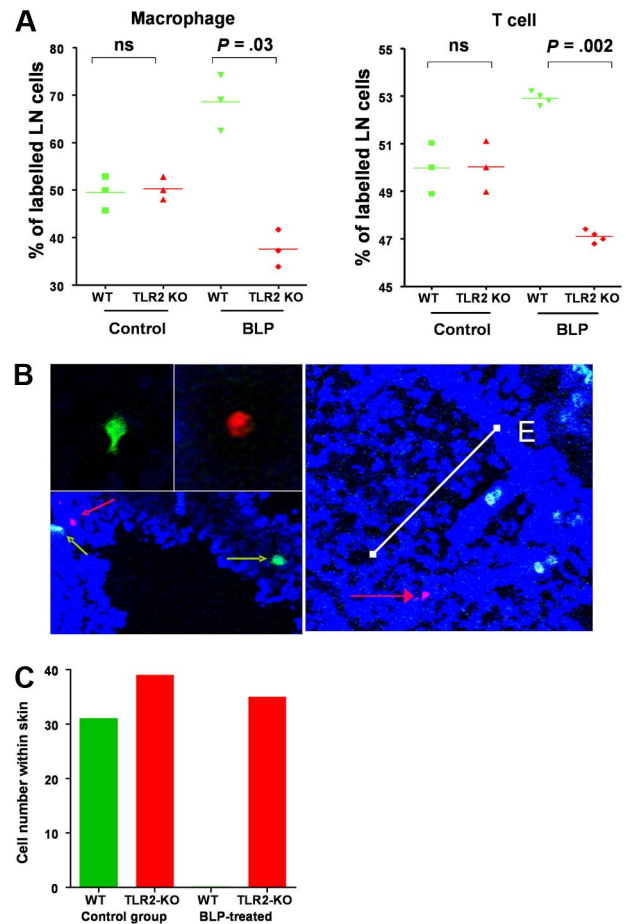 A
Macrophage
% of labelled LN cells
80
70
60
50
40
30
ns
P = .03
WT
TLR2 KO
WT
TLR2 KO
Control
BLP
T cell
% of labelled LN cells
55
53
51
49
47
45
ns
P = .002
WT
TLR2 KO
WT
TLR2 KO
Control
BLP
B
E
C
Cell number within skin
40
30
20
10
0
WT
TLR2-KO
WT
TLR2-KO
Control group
BLP-treated